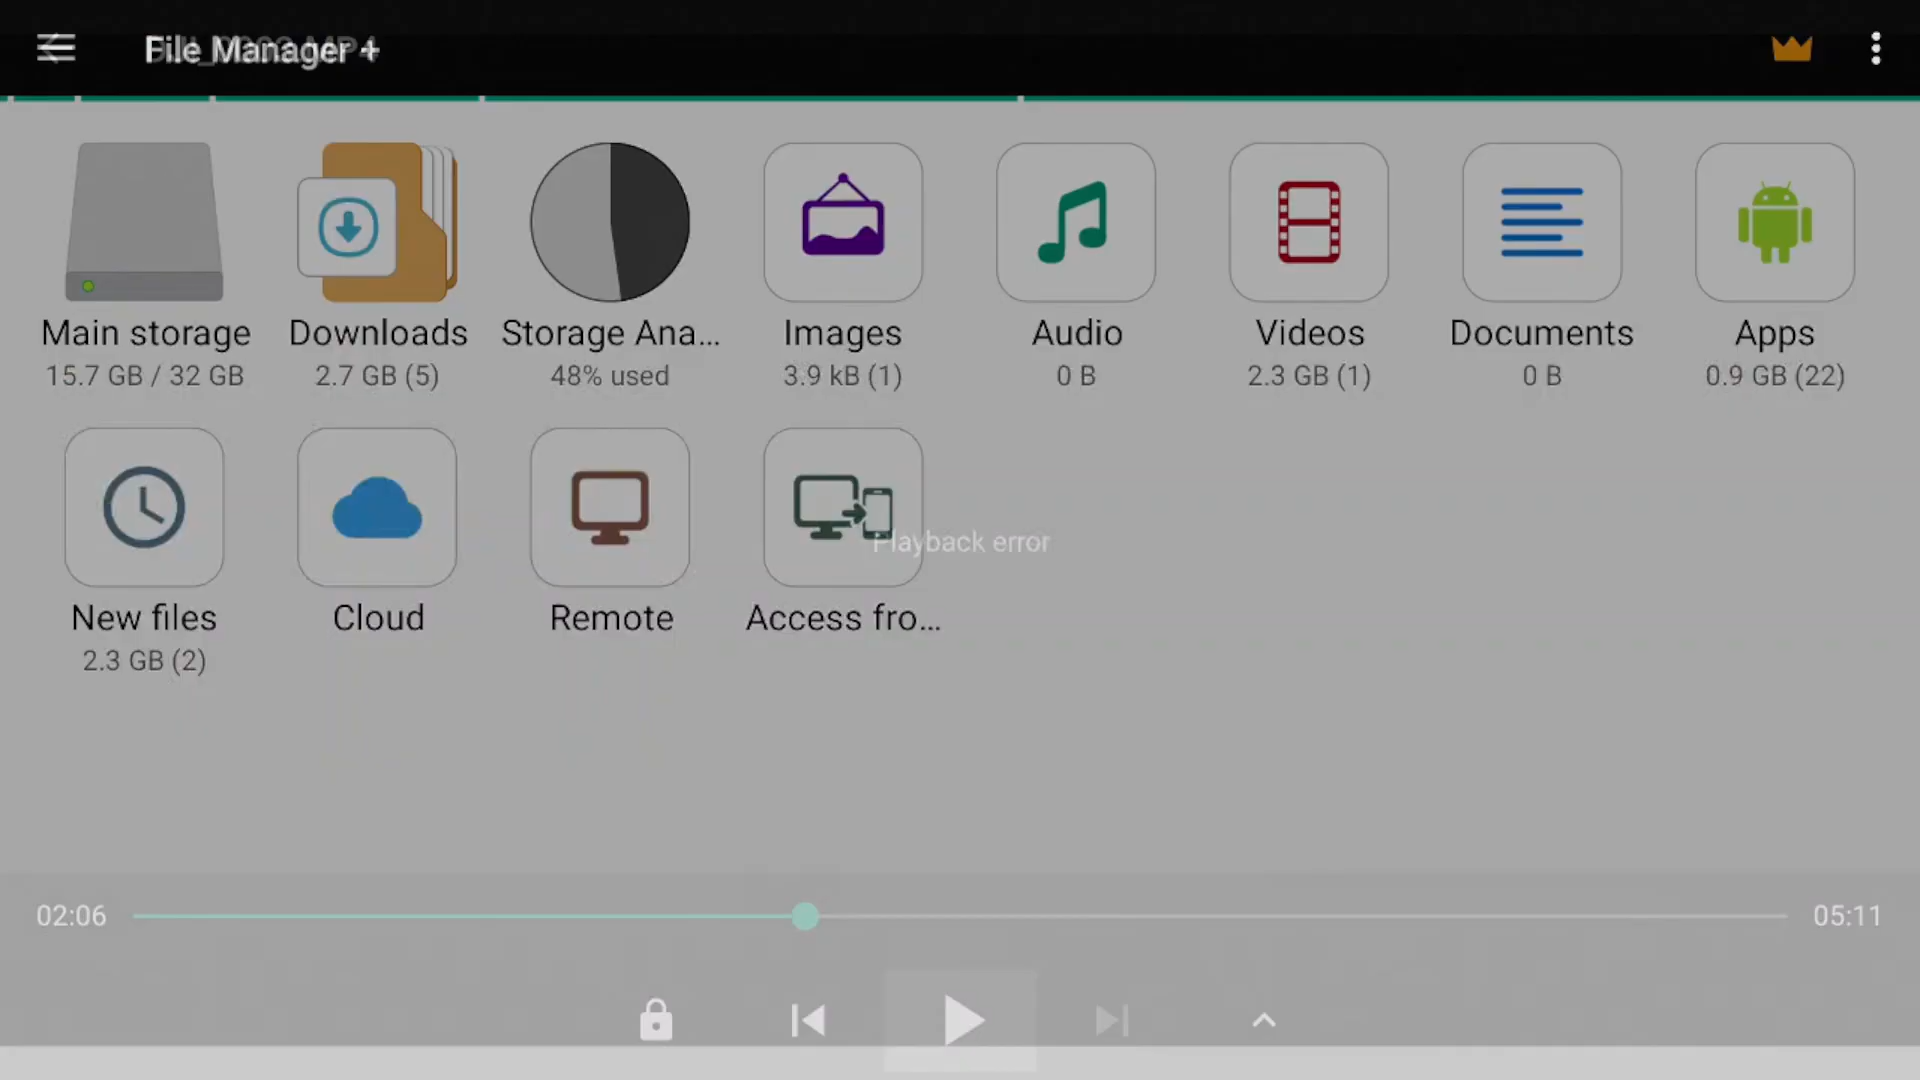 File Manager +
Main storage
15.7 GB / 32 GB
Downloads
2.7 GB (5)
Storage Ana...
48% used
Images
3.9 kB (1)
Audio
0 B
Videos
2.3 GB (1)
Documents
0 B
Apps
0.9 GB (22)
New files
2.3 GB (2)
Cloud
Remote
Access fro...
Playback error
02:06
05:11